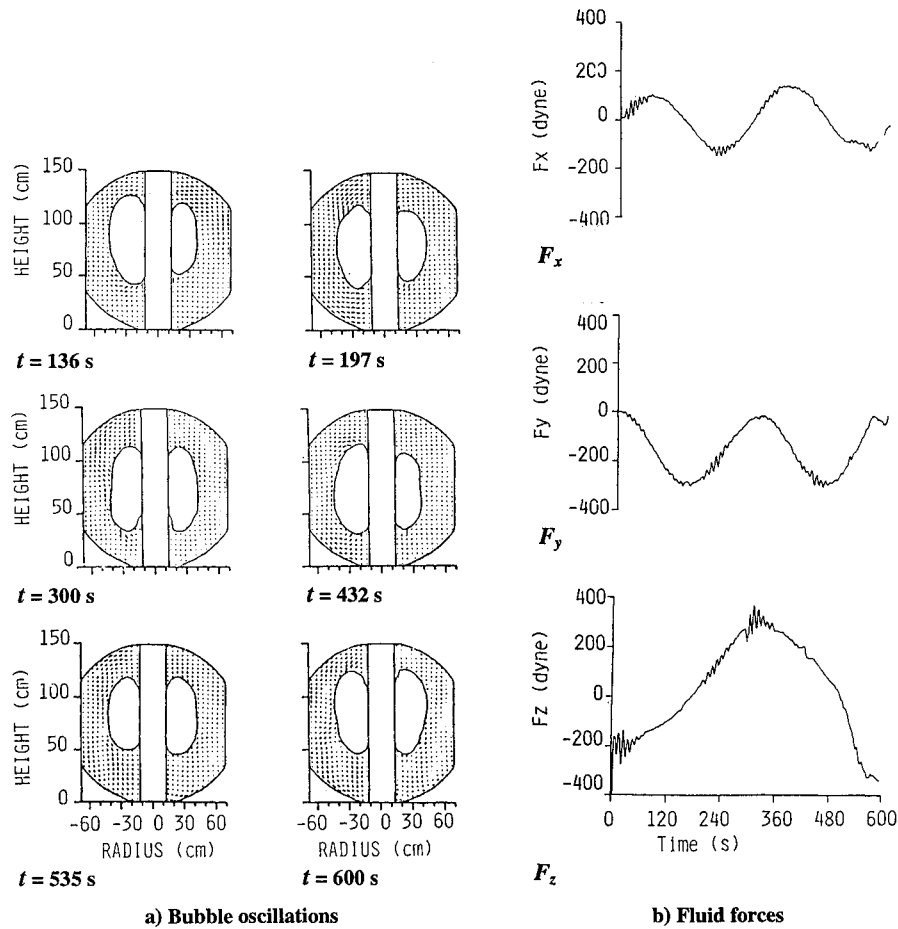 HEIGHT (cm)
150
100
50
0
t = 136 s
t = 197 s
HEIGHT (cm)
150
100
50
0
t = 300 s
t = 432 s
HEIGHT (cm)
150
100
50
0
-60 -30 0 30 60
RADIUS (cm)
-60 -30 0 30 60
RADIUS (cm)
t = 535 s
t = 600 s
a) Bubble oscillations
Fx (dyne)
400
200
0
-200
-400
Fx
Fy (dyne)
400
200
0
-200
-400
Fy
Fz (dyne)
400
200
0
-200
-400
0 120 240 360 480 600
Time (s)
Fz
b) Fluid forces